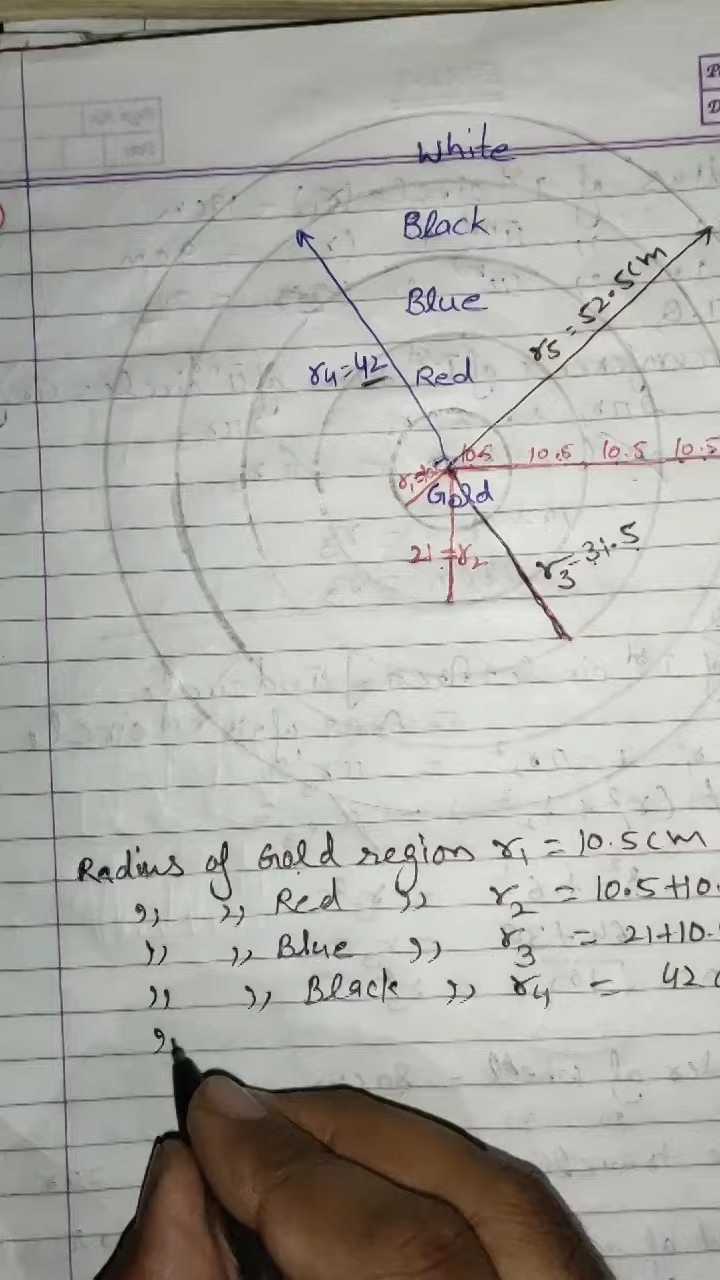 White
Black
Blue
r5 = 52.5cm
r4=42
Red
10.5 10.5 10.5 10.5
Gold
21=r2
r3=31.5
Radius of Gold region r1 = 10.5cm
,, ,, Red ,, r2 = 10.5+10.
,, ,, Blue ,, r3 = 21+10.
,, ,, Black ,, r4 = 42
,,